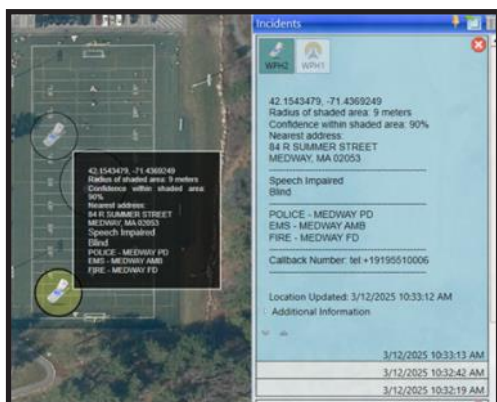 42.1543479, -71.4369249
Radius of shaded area: 9 meters
Confidence within shaded area:
90%
Nearest address:
84 R SUMMER STREET
MEDWAY, MA 02053
Speech Impaired
Blind
POLICE - MEDWAY PD
EMS - MEDWAY AMB
FIRE - MEDWAY FD
Incidents
WPH2 WPH1
42.1543479, -71.4369249
Radius of shaded area: 9 meters
Confidence within shaded area: 90%
Nearest address:
84 R SUMMER STREET
MEDWAY, MA 02053
Speech Impaired
Blind
POLICE - MEDWAY PD
EMS - MEDWAY AMB
FIRE - MEDWAY FD
Callback Number: tel +19195510006
Location Updated: 3/12/2025 10:33:12 AM
Additional Information
3/12/2025 10:33:13 AM
3/12/2025 10:32:42 AM
3/12/2025 10:32:19 AM